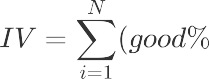 IV = \sum_{i=1}^{N} (good\%